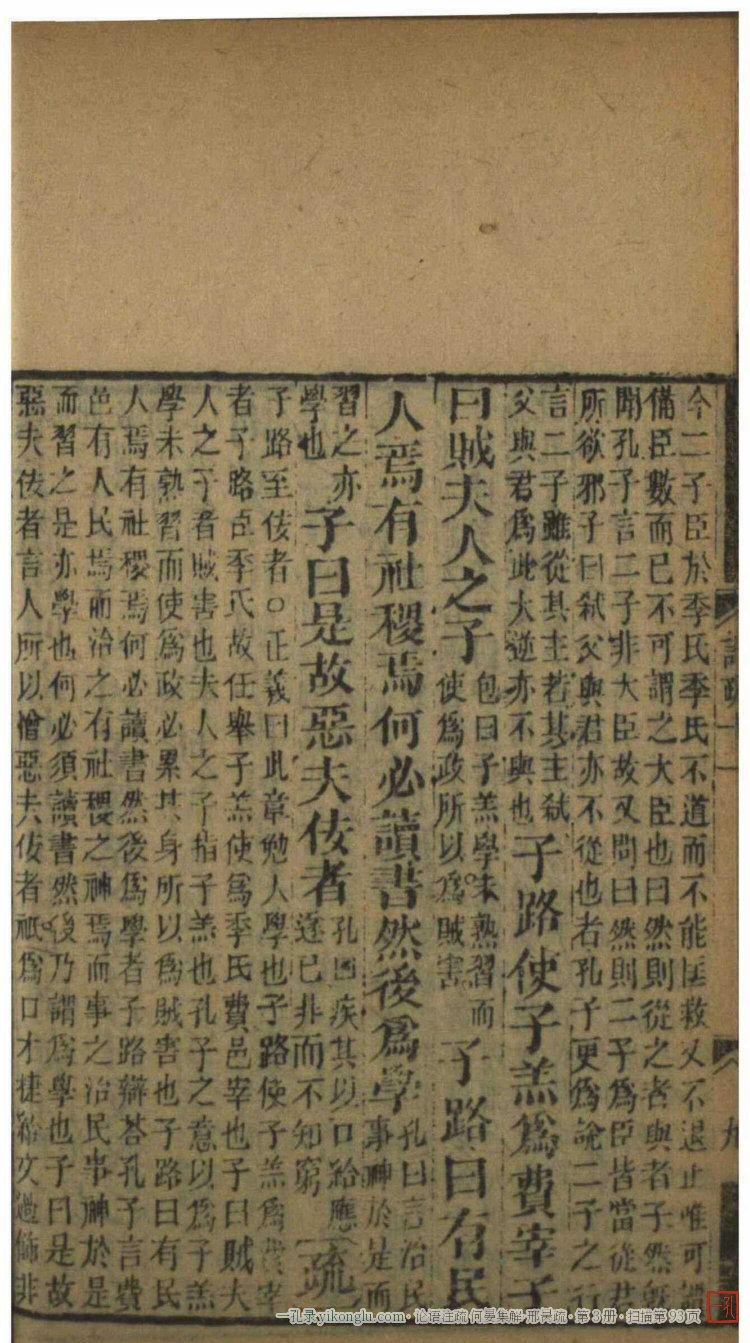 今二子臣於季氏季氏不道而不能匡救又不退止唯可謂
備臣數而已不可謂之大臣也曰然則從之者與者子然旣
聞孔子言二子非大臣故又問曰然則二子爲臣皆當從君
所欲邪子曰弑父與君亦不從也者孔子更爲說二子之行
言二子雖從其主若其主弑
父與君爲此大逆亦不與也
子路使子羔爲費宰子
曰賊夫人之子
包曰子羔學未熟習而
使爲政所以爲賊害
子路曰有民
人焉有社稷焉何必讀書然後爲學
孔曰言治民
事神於是而
習之亦
學也
子曰是故惡夫佞者
孔曰疾其以口給應
遂已非而不知窮
疏
子路至佞者○正義曰此章勉人學也子路使子羔爲費宰
者子路臣季氏故任舉子羔使爲季氏費邑宰也子曰賊夫
人之子者賊害也夫人之子指子羔也孔子之意以爲子羔
學未熟習而使爲政必累其身所以爲賊害也子路曰有民
人焉有社稷焉何必讀書然後爲學者子路辯荅孔子言費
邑有人民焉而治之有社稷之神焉而事之治民事神於是
而習之是亦學也何必須讀書然後乃謂爲學也子曰是故
惡夫佞者言人所以憎惡夫佞者祇爲口才捷給文過飾非
九
一孔录yikonglu.com · 论语注疏.何晏集解.邢昺疏 · 第3册 · 扫描第93页